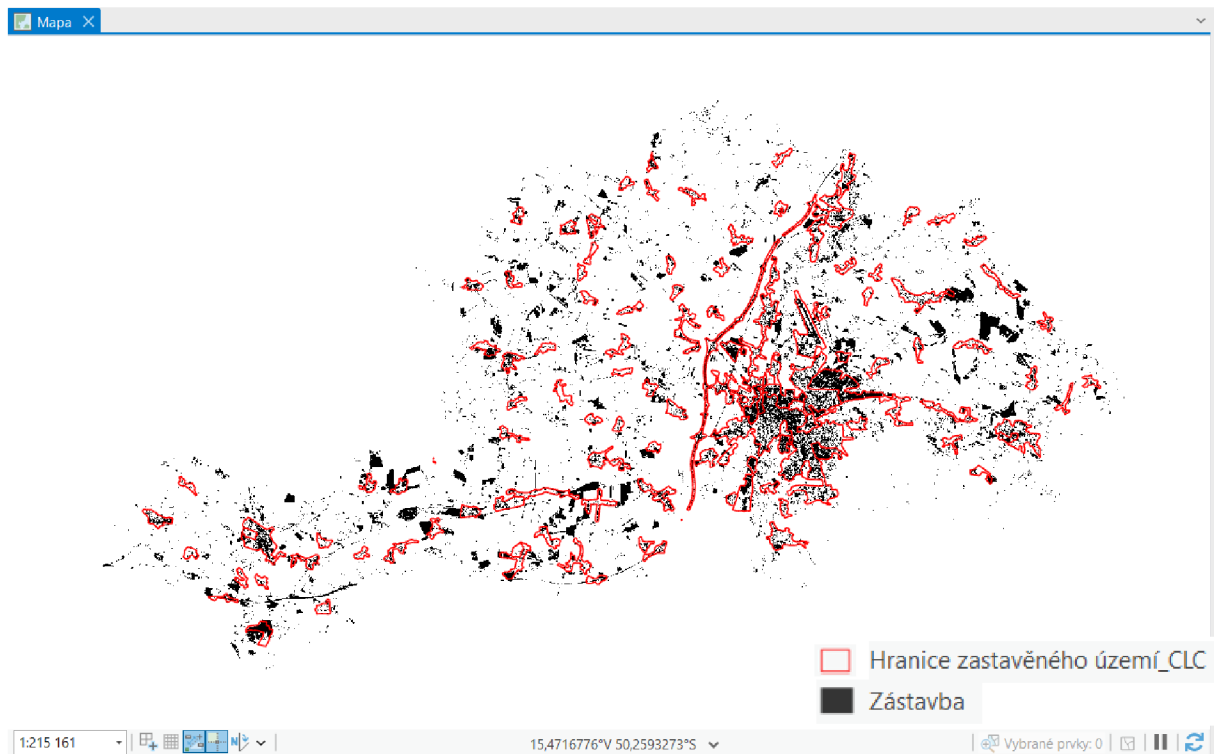 Mapa
Hranice zastavěného území_CLC
Zástavba
1:215 161
N
15,4716776°V 50,2593273°S
Vybrané prvky: 0